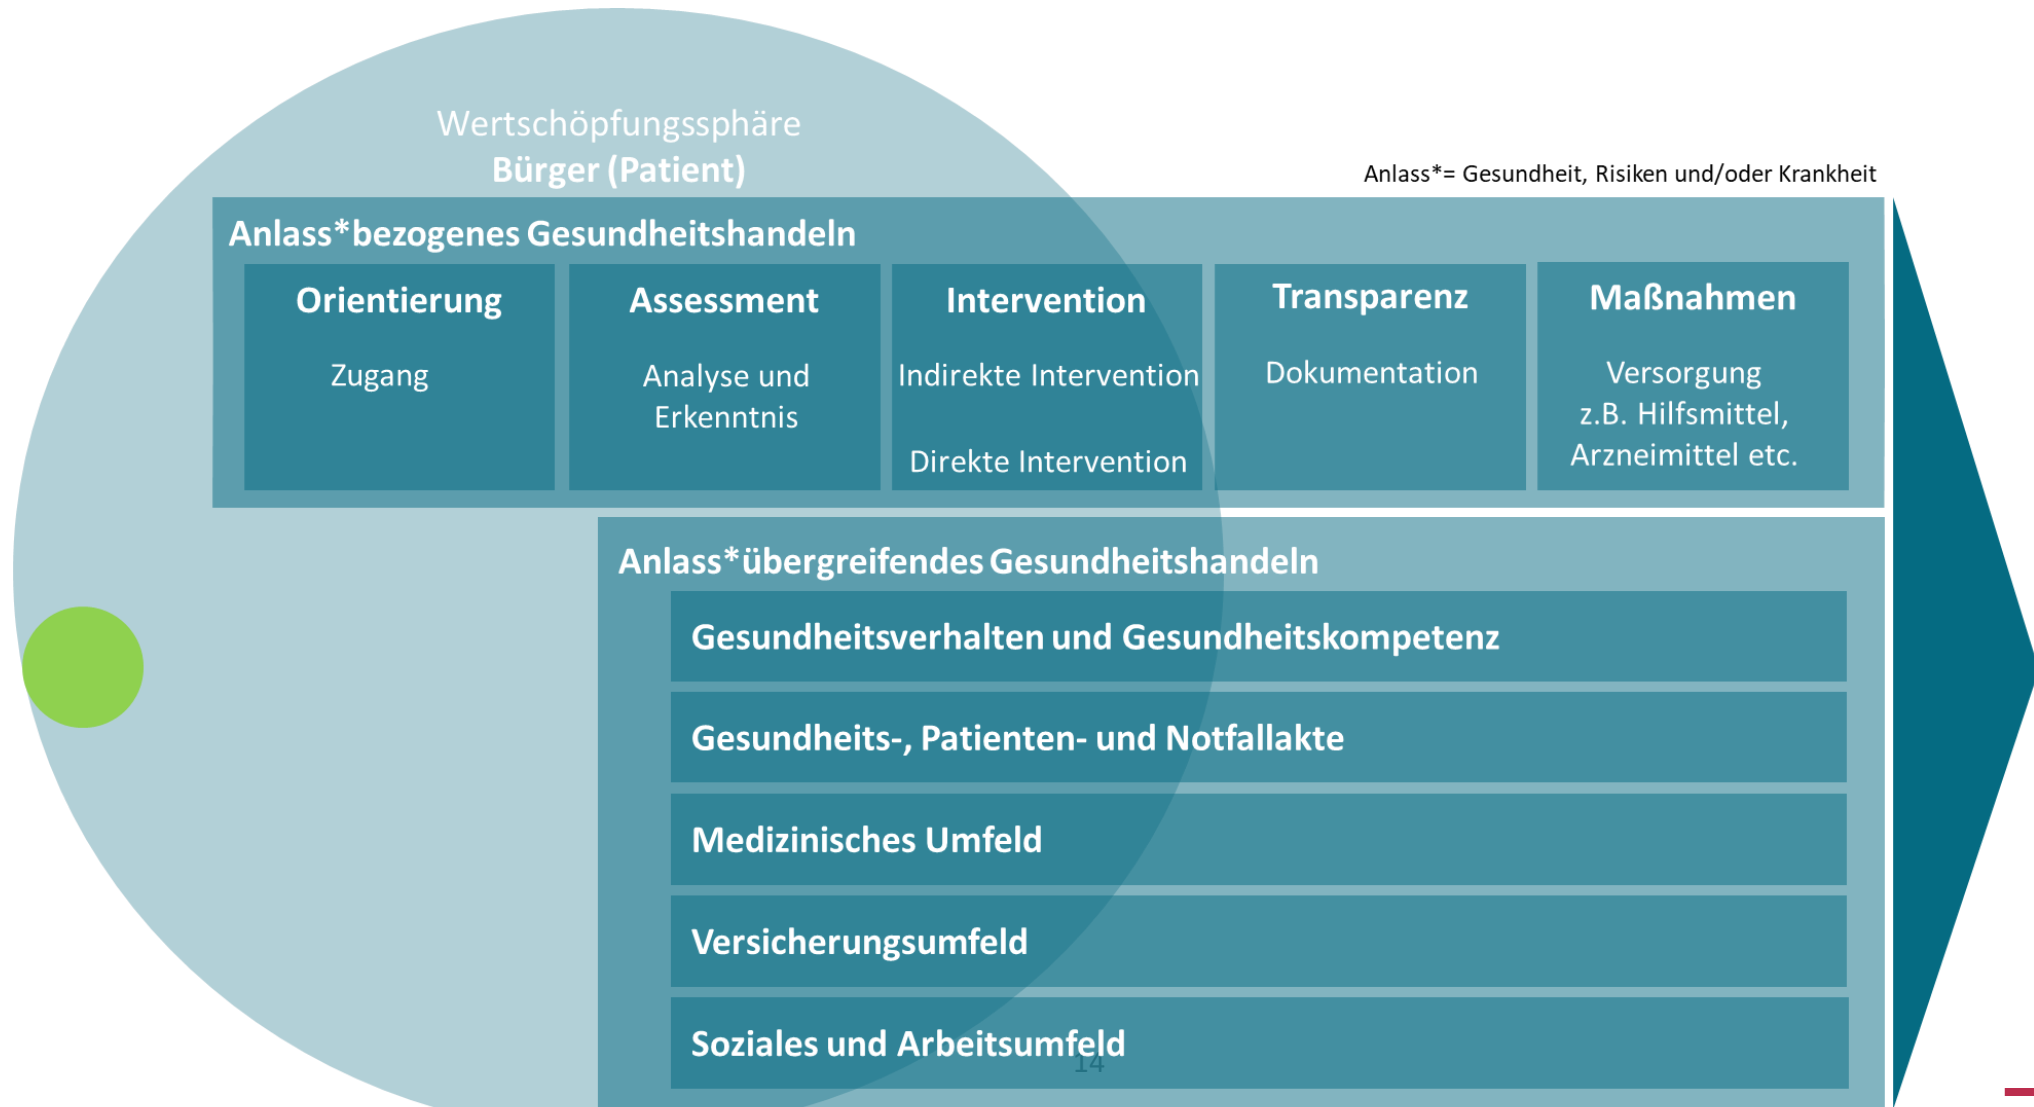 Wertschöpfungssphäre
Bürger (Patient)
Anlass*= Gesundheit, Risiken und/oder Krankheit
Anlass*bezogenes Gesundheitshandeln
Orientierung
Zugang
Assessment
Analyse und
Erkenntnis
Intervention
Indirekte Intervention
Direkte Intervention
Transparenz
Dokumentation
Maßnahmen
Versorgung
z.B. Hilfsmittel,
Arzneimittel etc.
Anlass*übergreifendes Gesundheitshandeln
Gesundheitsverhalten und Gesundheitskompetenz
Gesundheits-, Patienten- und Notfallakte
Medizinisches Umfeld
Versicherungsumfeld
Soziales und Arbeitsumfeld
14